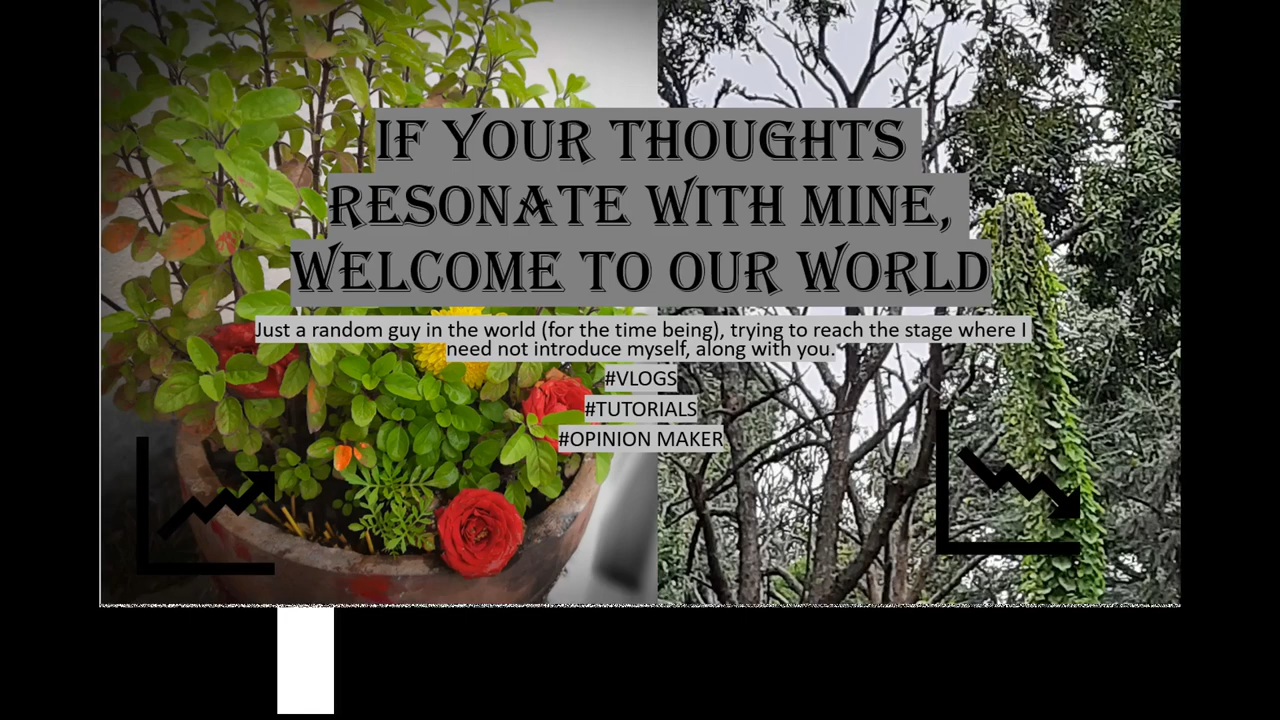 IF YOUR THOUGHTS
RESONATE WITH MINE,
WELCOME TO OUR WORLD
Just a random guy in the world (for the time being), trying to reach the stage where I
need not introduce myself, along with you.
#VLOGS
#TUTORIALS
#OPINION MAKER